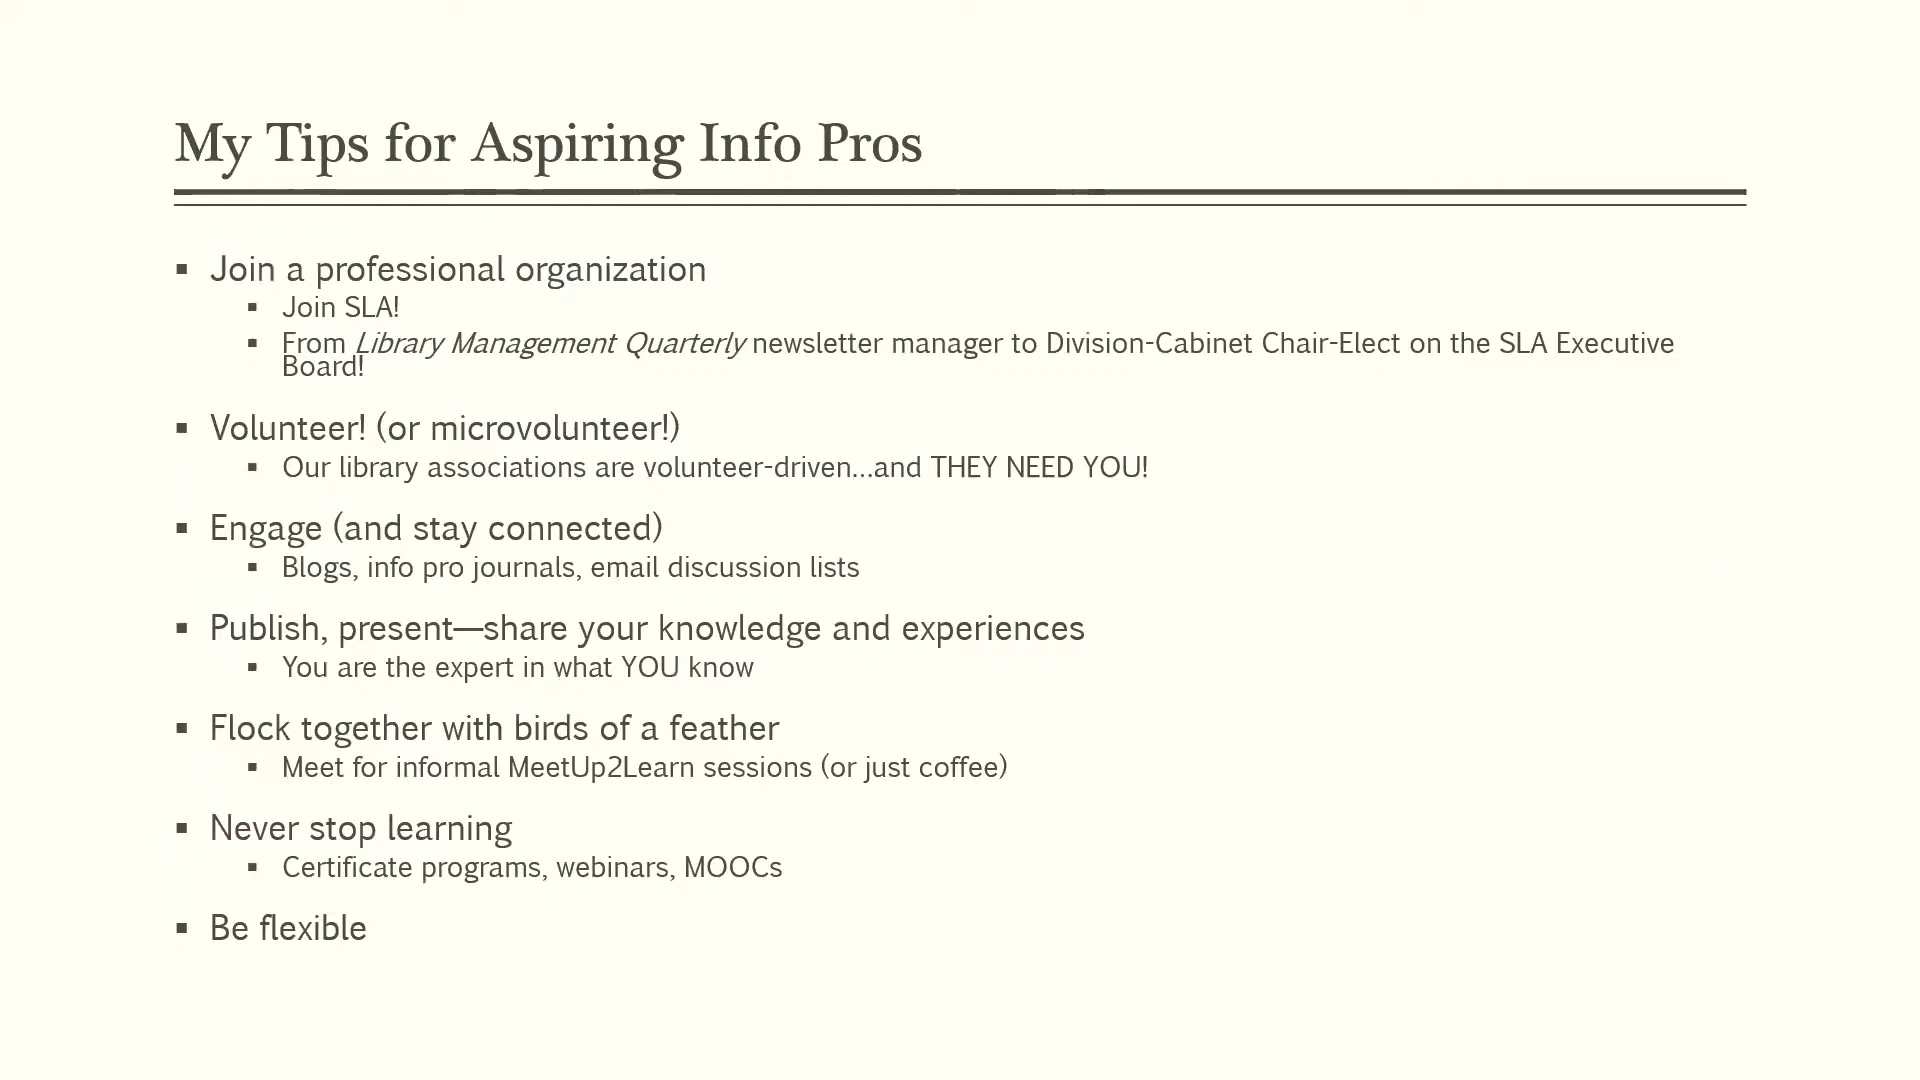 My Tips for Aspiring Info Pros
▪ Join a professional organization
▪ Join SLA!
▪ From Library Management Quarterly newsletter manager to Division-Cabinet Chair-Elect on the SLA Executive
Board!
▪ Volunteer! (or microvolunteer!)
▪ Our library associations are volunteer-driven...and THEY NEED YOU!
▪ Engage (and stay connected)
▪ Blogs, info pro journals, email discussion lists
▪ Publish, present—share your knowledge and experiences
▪ You are the expert in what YOU know
▪ Flock together with birds of a feather
▪ Meet for informal MeetUp2Learn sessions (or just coffee)
▪ Never stop learning
▪ Certificate programs, webinars, MOOCs
▪ Be flexible